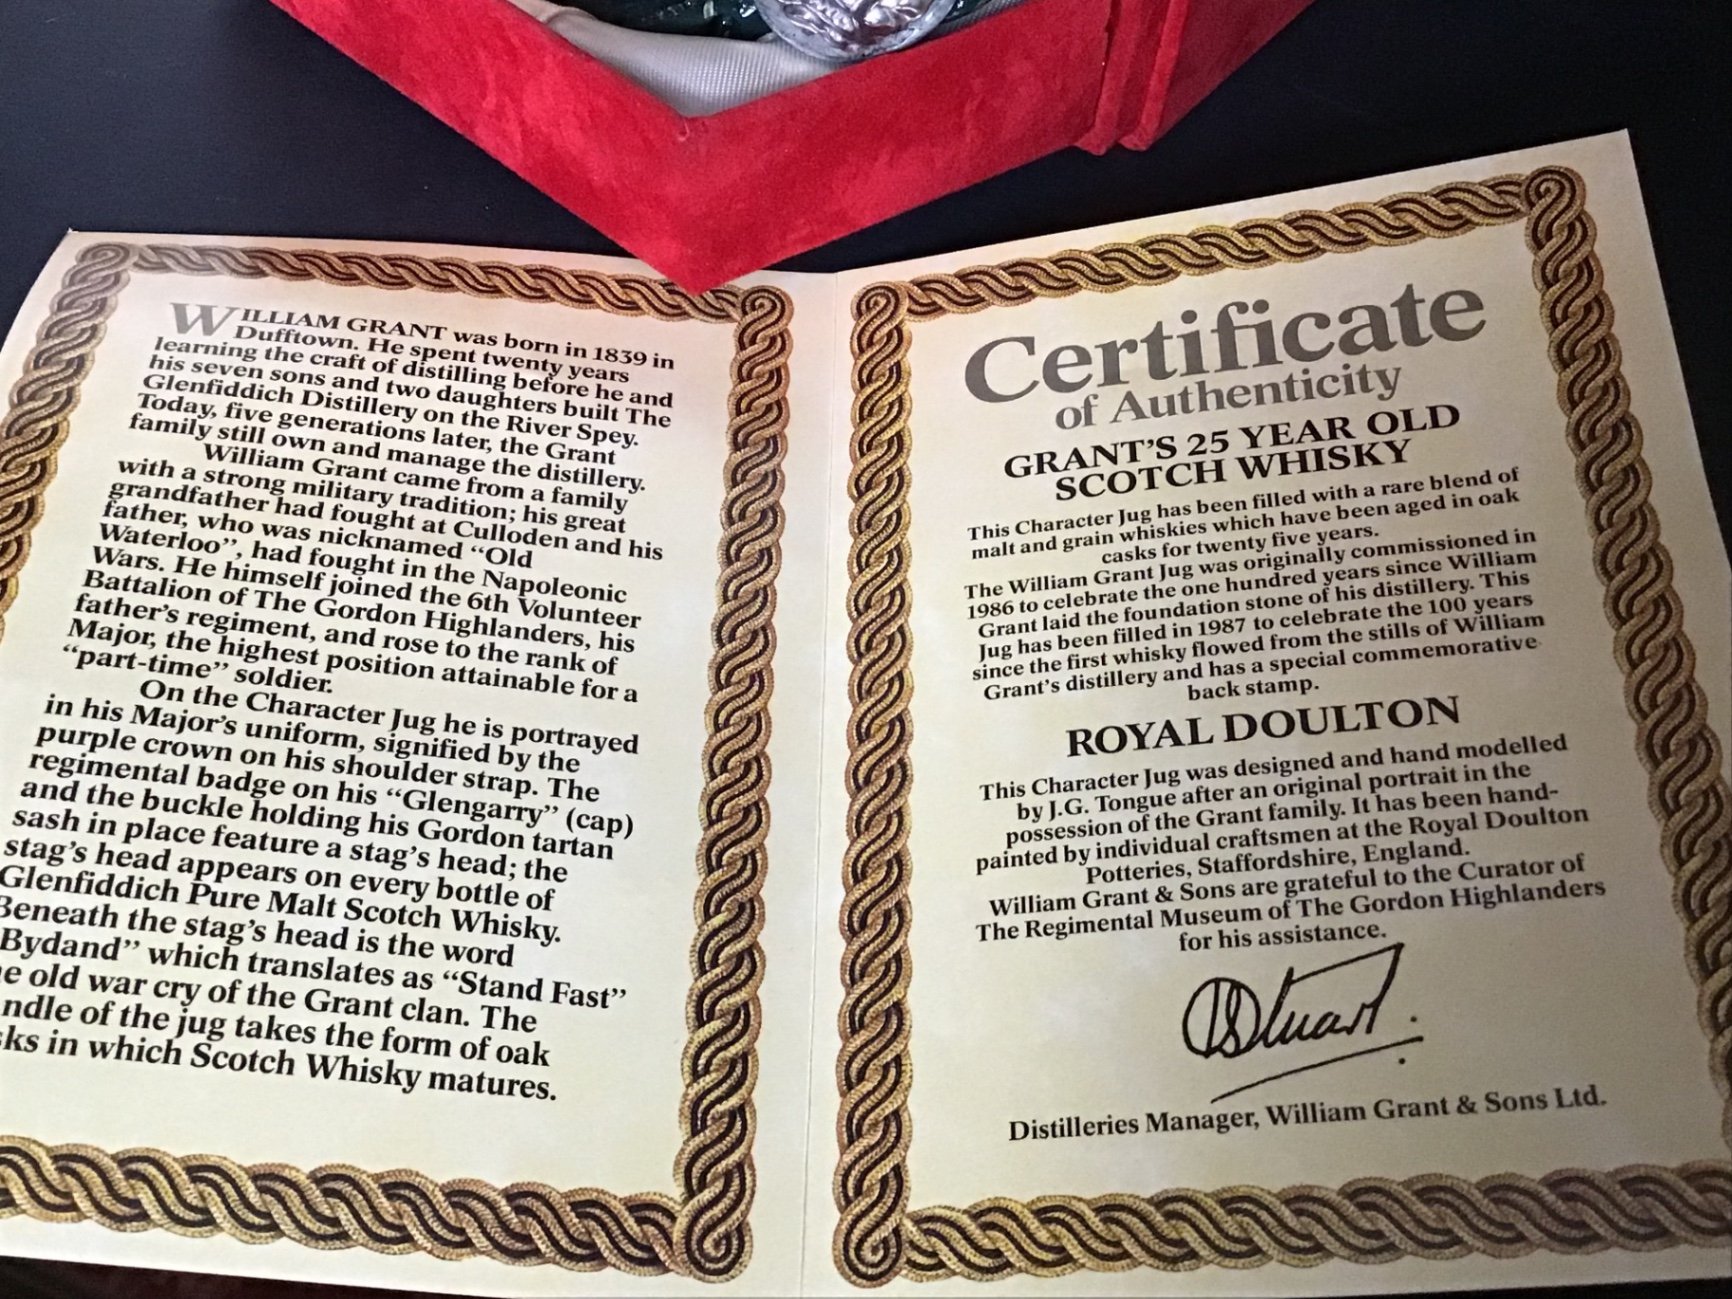 WILLIAM GRANT was born in 1839 in
Dufftown. He spent twenty years
learning the craft of distilling before he and
his seven sons and two daughters built The
Glenfiddich Distillery on the River Spey.
Today, five generations later, the Grant
family still own and manage the distillery.
William Grant came from a family
with a strong military tradition; his great
grandfather had fought at Culloden and his
father, who was nicknamed “Old
Waterloo”, had fought in the Napoleonic
Wars. He himself joined the 6th Volunteer
Battalion of The Gordon Highlanders, his
father's regiment, and rose to the rank of
Major, the highest position attainable for a
“part-time” soldier.
On the Character Jug he is portrayed
in his Major's uniform, signified by the
purple crown on his shoulder strap. The
regimental badge on his “Glengarry” (cap)
and the buckle holding his Gordon tartan
sash in place feature a stag's head; the
stag's head appears on every bottle of
Glenfiddich Pure Malt Scotch Whisky.
Beneath the stag's head is the word
Bydand” which translates as “Stand Fast”
e old war cry of the Grant clan. The
ndle of the jug takes the form of oak
sks in which Scotch Whisky matures.
Certificate
of Authenticity
GRANT'S 25 YEAR OLD
SCOTCH WHISKY
This Character Jug has been filled with a rare blend of
malt and grain whiskies which have been aged in oak
casks for twenty five years.
The William Grant Jug was originally commissioned in
1986 to celebrate the one hundred years since William
Grant laid the foundation stone of his distillery. This
Jug has been filled in 1987 to celebrate the 100 years
since the first whisky flowed from the stills of William
Grant's distillery and has a special commemorative
back stamp.
ROYAL DOULTON
This Character Jug was designed and hand modelled
by J.G. Tongue after an original portrait in the
possession of the Grant family. It has been hand-
painted by individual craftsmen at the Royal Doulton
Potteries, Staffordshire, England.
William Grant & Sons are grateful to the Curator of
The Regimental Museum of The Gordon Highlanders
for his assistance.
Distilleries Manager, William Grant & Sons Ltd.